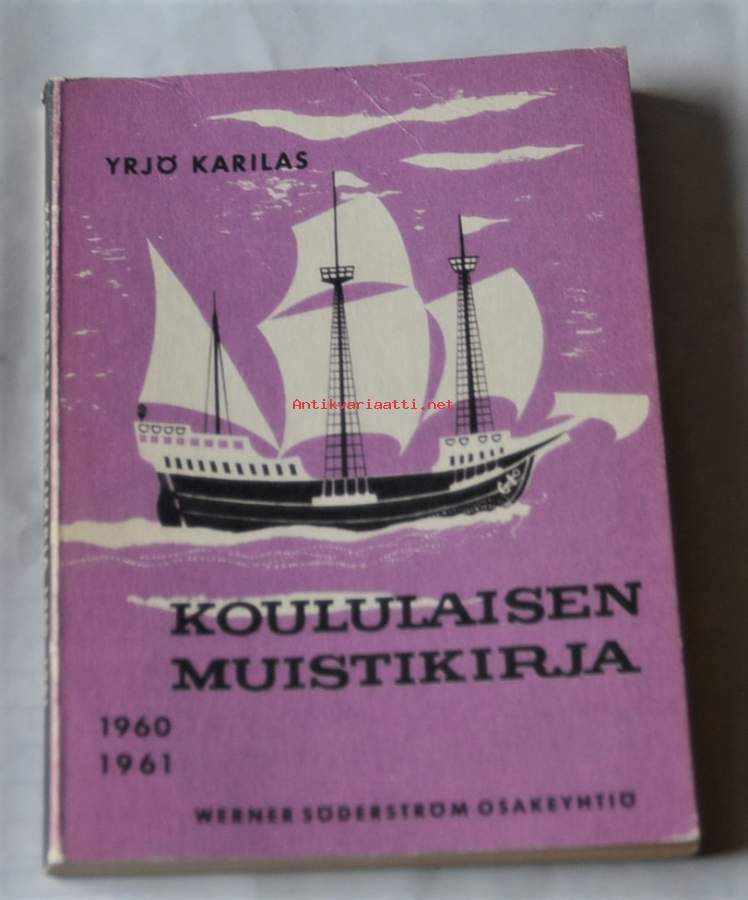 YRJÖ KARILAS
Antikvariaatti.net
KOULULAISEN
MUISTIKIRJA
1960
1961
WERNER SÖDERSTRÖM OSAKEYHTIÖ